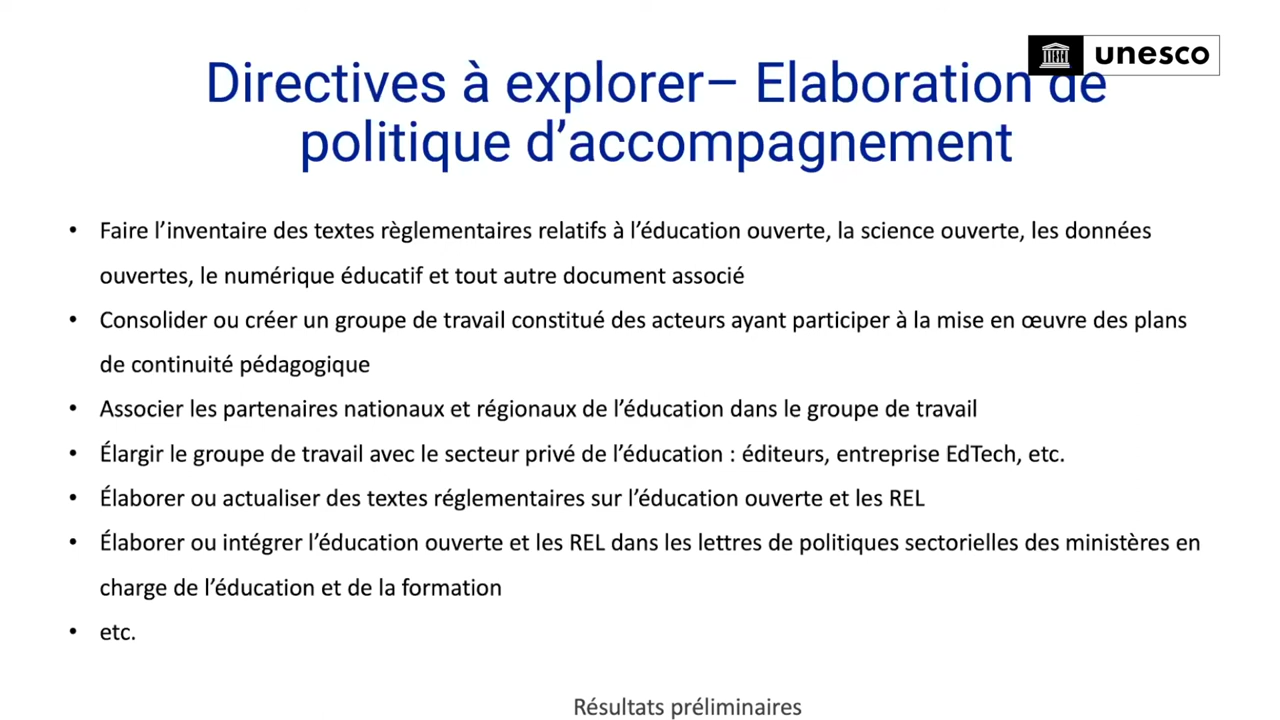 unesco
Directives à explorer– Elaboration de
politique d’accompagnement
• Faire l’inventaire des textes règlementaires relatifs à l’éducation ouverte, la science ouverte, les données
ouvertes, le numérique éducatif et tout autre document associé
• Consolider ou créer un groupe de travail constitué des acteurs ayant participer à la mise en œuvre des plans
de continuité pédagogique
• Associer les partenaires nationaux et régionaux de l’éducation dans le groupe de travail
• Élargir le groupe de travail avec le secteur privé de l’éducation : éditeurs, entreprise EdTech, etc.
• Élaborer ou actualiser des textes réglementaires sur l’éducation ouverte et les REL
• Élaborer ou intégrer l’éducation ouverte et les REL dans les lettres de politiques sectorielles des ministères en
charge de l’éducation et de la formation
• etc.
Résultats préliminaires